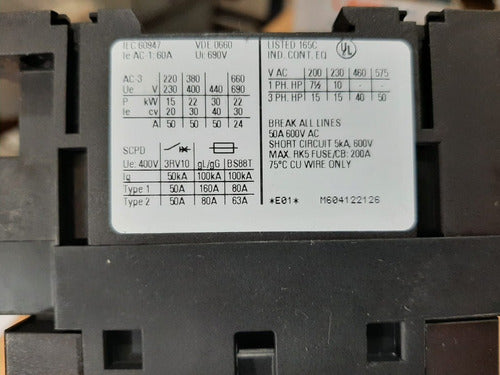 IEC 60947 VDE 0660
Ie AC-1: 60A Ui: 690V
AC-3 220 380 660
Ue V 230 400 440 690
P kW 15 22 30 22
cv 20 30 40 30
Ie A 50 50 50 24
SCPD
Ue: 400V 3RV10 gL/gG BS88T
Iq 50kA 100kA 100kA
Type 1 50A 160A 80A
Type 2 50A 80A 63A
LISTED 165C
IND. CONT. EQ
UL
V AC 200 230 460 575
1 PH. HP 7½ 10 - -
3 PH. HP 15 15 40 50
BREAK ALL LINES
50A 600V AC
SHORT CIRCUIT 5kA, 600V
MAX. RK5 FUSE/CB: 200A
75°C CU WIRE ONLY
*E01* M604122126